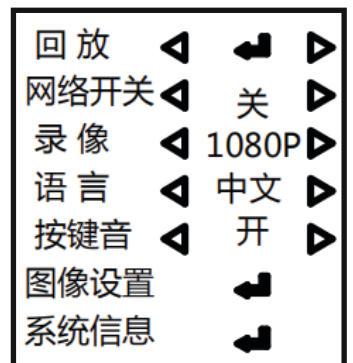 回放
网络开关 关
录像 1080P
语言 中文
按键音 开
图像设置
系统信息